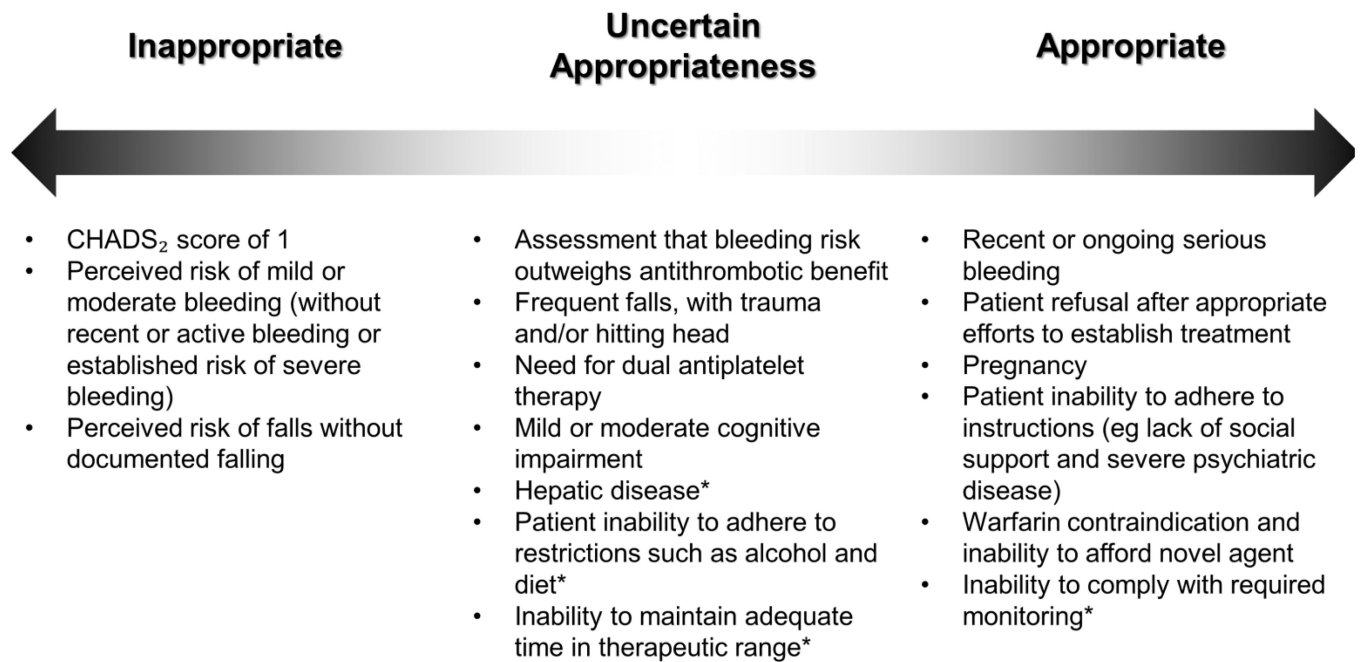 Inappropriate
Uncertain
Appropriateness
Appropriate
• CHADS₂ score of 1
• Perceived risk of mild or
moderate bleeding (without
recent or active bleeding or
established risk of severe
bleeding)
• Perceived risk of falls without
documented falling
• Assessment that bleeding risk
outweighs antithrombotic benefit
• Frequent falls, with trauma
and/or hitting head
• Need for dual antiplatelet
therapy
• Mild or moderate cognitive
impairment
• Hepatic disease*
• Patient inability to adhere to
restrictions such as alcohol and
diet*
• Inability to maintain adequate
time in therapeutic range*
• Recent or ongoing serious
bleeding
• Patient refusal after appropriate
efforts to establish treatment
• Pregnancy
• Patient inability to adhere to
instructions (eg lack of social
support and severe psychiatric
disease)
• Warfarin contraindication and
inability to afford novel agent
• Inability to comply with required
monitoring*